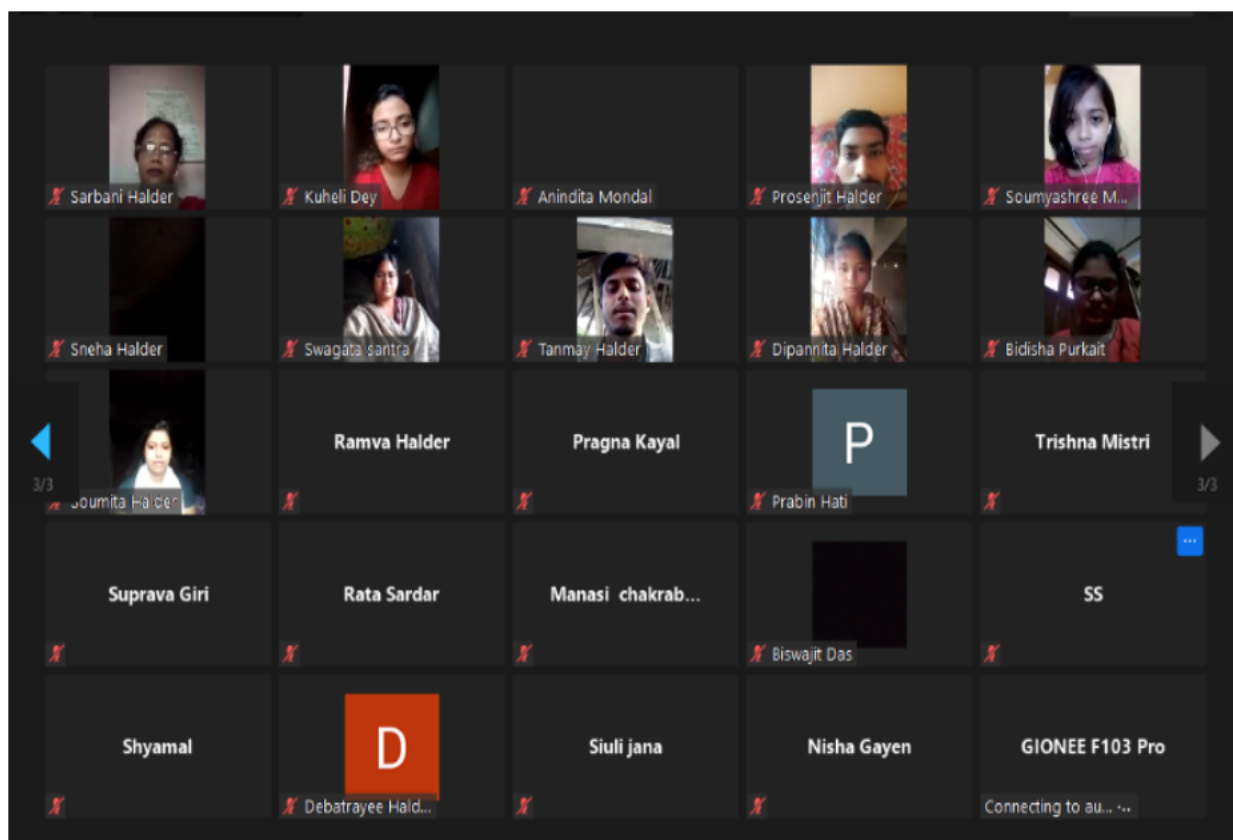 Sarbani Halder
Kuheli Dey
Anindita Mondal
Prosenjit Halder
Soumyashree M...
Sneha Halder
Swagata santra
Tanmay Halder
Dipannita Halder
Bidisha Purkait
3/3
Soumita Halder
Ramva Halder
Pragna Kayal
P
Prabin Hati
Trishna Mistri
3/3
Suprava Giri
Rata Sardar
Manasi chakrab...
Biswajit Das
...
SS
Shyamal
D
Debatrayee Hald...
Siuli jana
Nisha Gayen
GIONEE F103 Pro
Connecting to au... ...